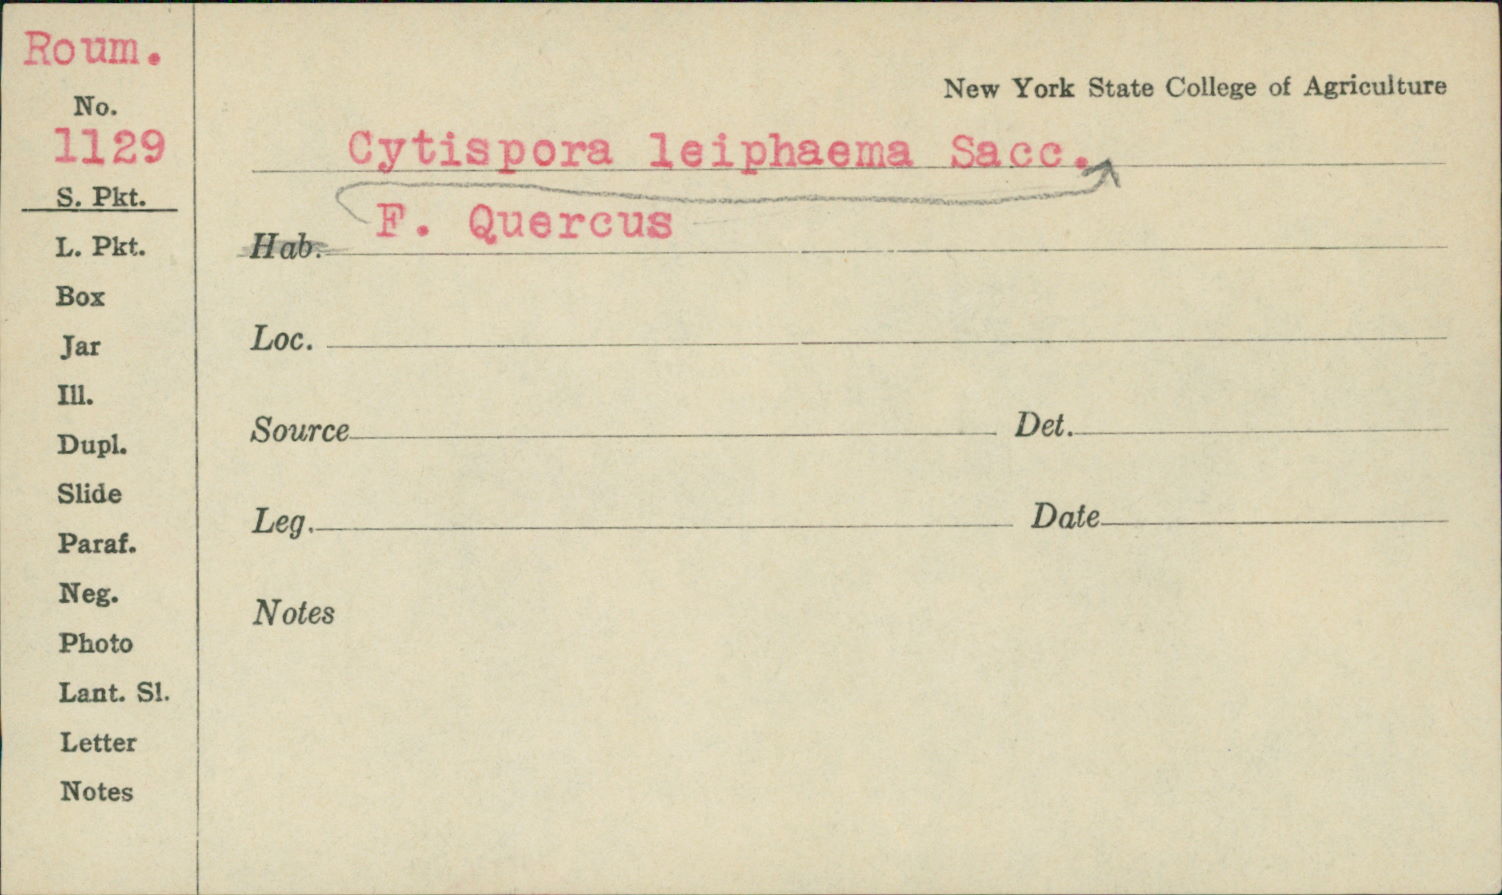 Roum.
No.
1129
S. Pkt.
L. Pkt.
Box
Jar
Ill.
Dupl.
Slide
Paraf.
Neg.
Photo
Lant. Sl.
Letter
Notes
New York State College of Agriculture
Cytispora leiphaema Sacc.
F. Quercus
Hab.
Loc.
Source Det.
Leg. Date
Notes